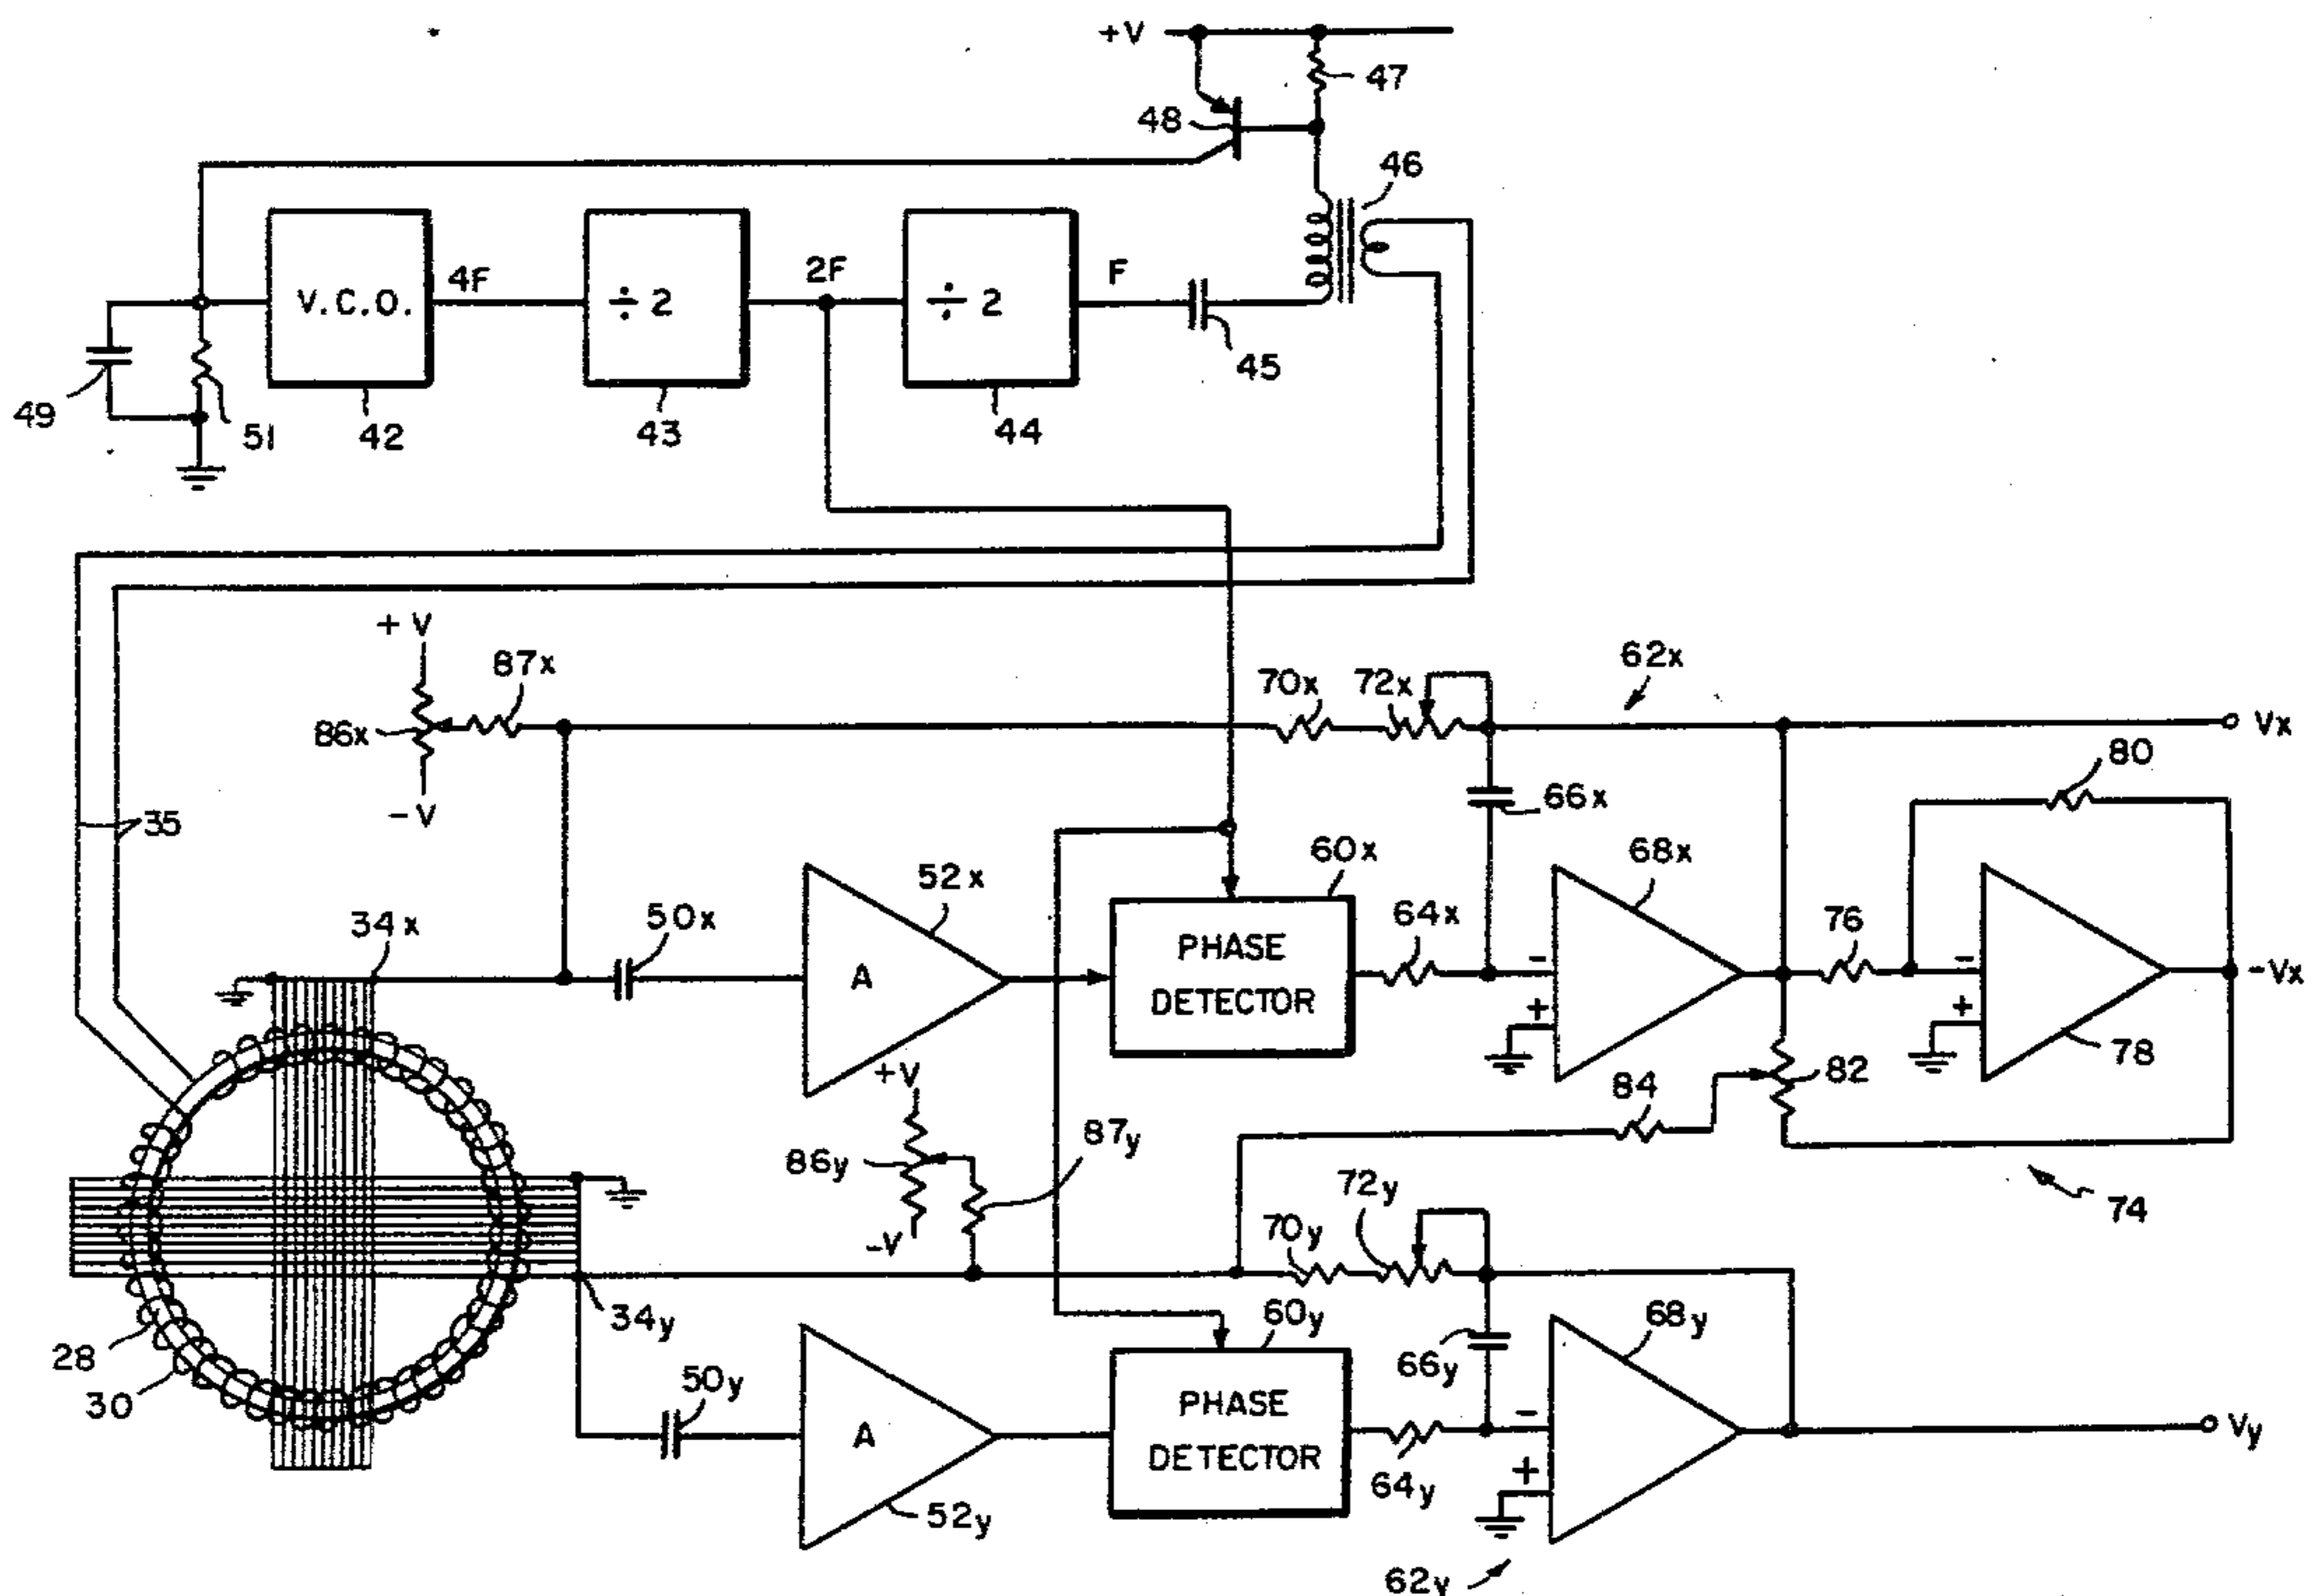 +V
47
48
46
V.C.O.
4F
÷ 2
2F
÷ 2
F
45
49
51
42
43
44
+V
87x
86x
-V
35
70x
72x
62x
Vx
80
66x
60x
68x
52x
34x
50x
64x
76
A
PHASE
DETECTOR
-
+
-
+
-Vx
78
82
84
+V
87y
86y
-V
74
72y
70y
34y
60y
68y
66y
28
30
50y
A
PHASE
DETECTOR
64y
-
+
Vy
52y
62y